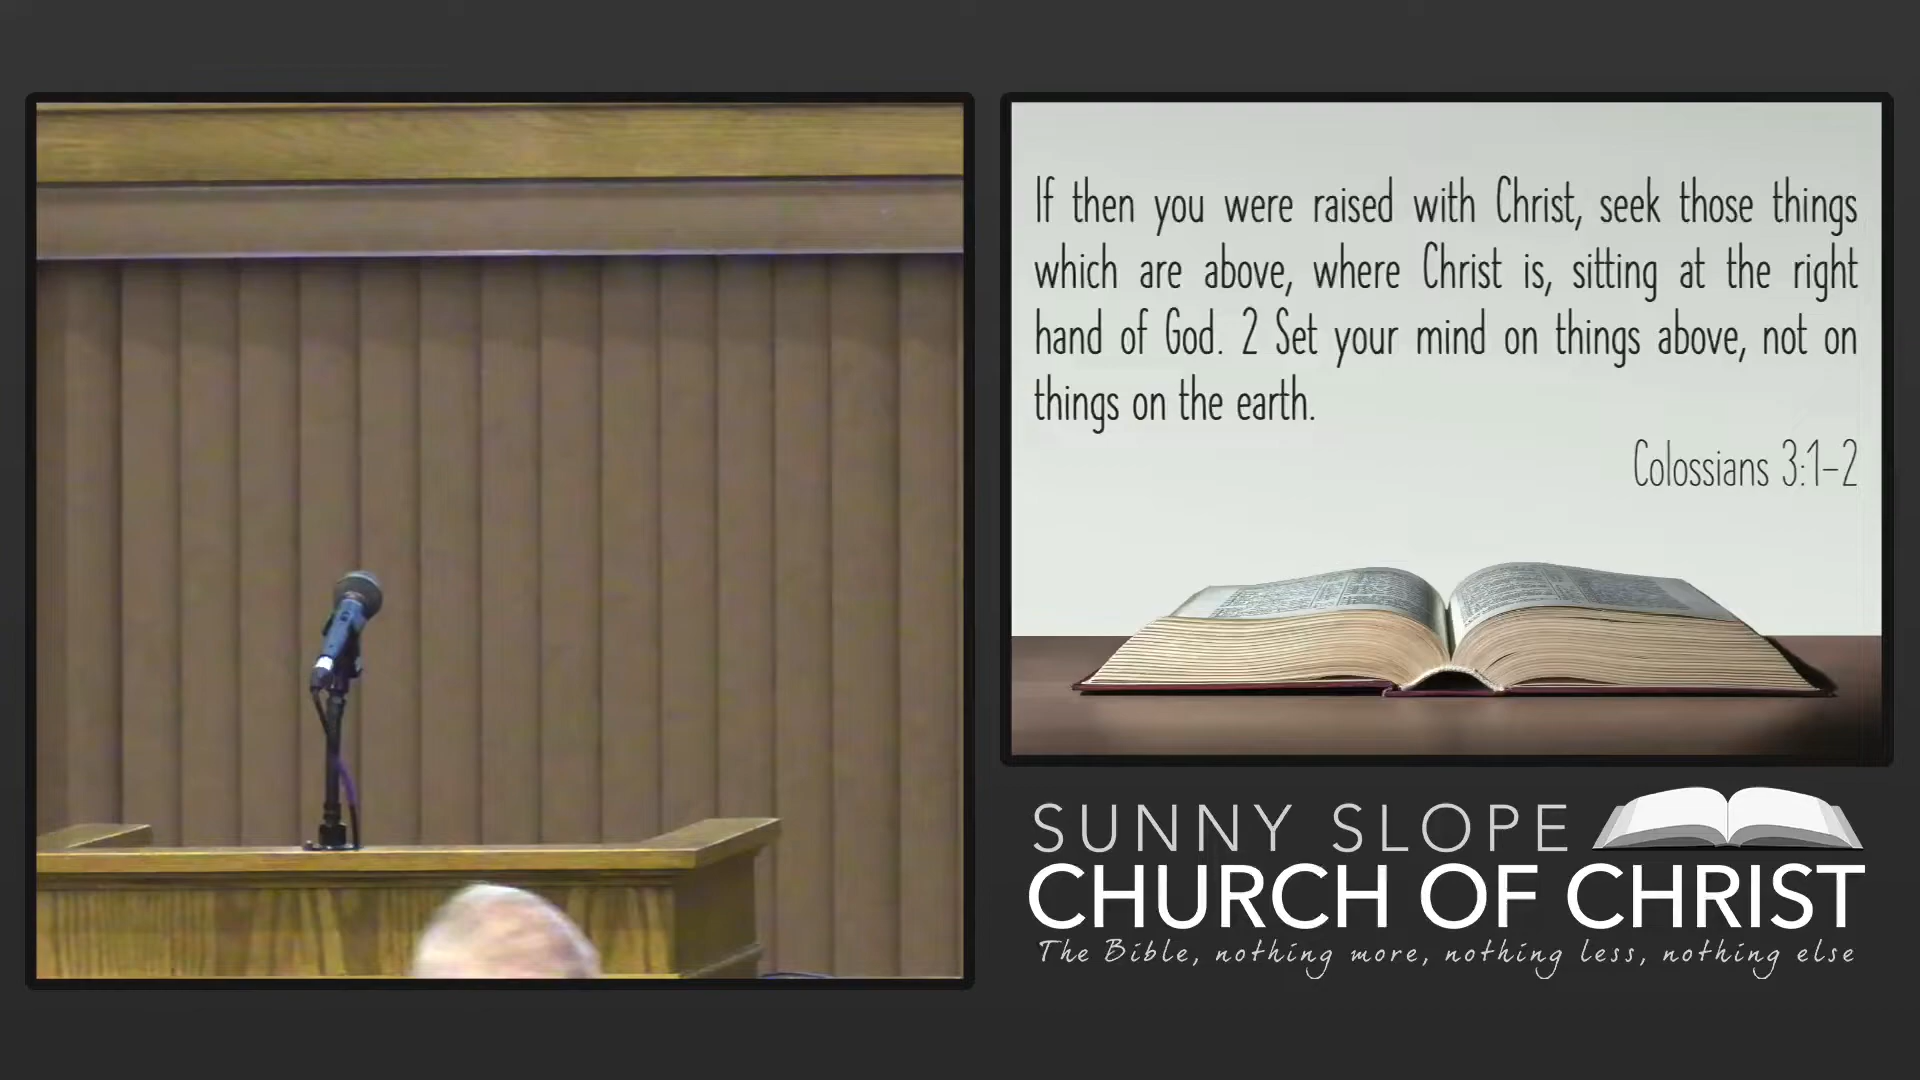 If then you were raised with Christ, seek those things
which are above, where Christ is, sitting at the right
hand of God. 2 Set your mind on things above, not on
things on the earth.
Colossians 3:1-2
SUNNY SLOPE
CHURCH OF CHRIST
The Bible, nothing more, nothing less, nothing else